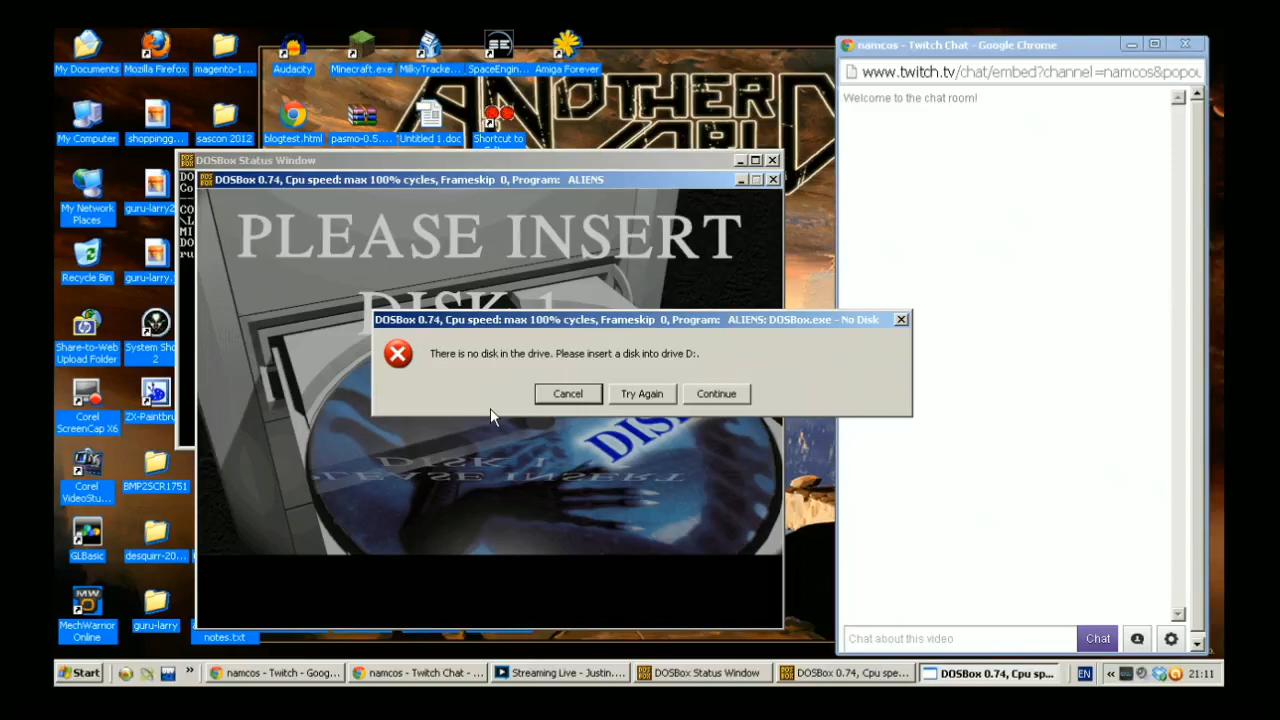 My Documents
Mozilla Firefox
magento-1...
Audacity
Minecraft.exe
MilkyTracke...
SpaceEngin...
Amiga Forever
ANOTHER
My Computer
shoppingg...
sascon 2012
blogtest.html
pasmo-0.5....
Untitled 1.doc
Shortcut to
My Network
Places
guru-larry2
Recycle Bin
guru-larry.
Share-to-Web
Upload Folder
System Sho
2
Corel
ScreenCap X6
ZX-Paintbru
Corel
VideoStu...
BMP2SCR1751
GLBasic
desquirr-20...
MechWarrior
Online
guru-larry
notes.txt
DOSBox Status Window
DOSBox 0.74, Cpu speed: max 100% cycles, Frameskip 0, Program: ALIENS
PLEASE INSERT
DISK 1
DOSBox 0.74, Cpu speed: max 100% cycles, Frameskip 0, Program: ALIENS: DOSBox.exe - No Disk
There is no disk in the drive. Please insert a disk into drive D:.
Cancel
Try Again
Continue
DISK 1
PLEASE INSERT
namcos - Twitch Chat - Google Chrome
www.twitch.tv/chat/embed?channel=namcos&popou
Welcome to the chat room!
Chat about this video
Chat
Start
namcos - Twitch - Goog...
namcos - Twitch Chat - ...
Streaming Live - Justin....
DOSBox Status Window
DOSBox 0.74, Cpu spe...
DOSBox 0.74, Cpu sp...
EN
21:11